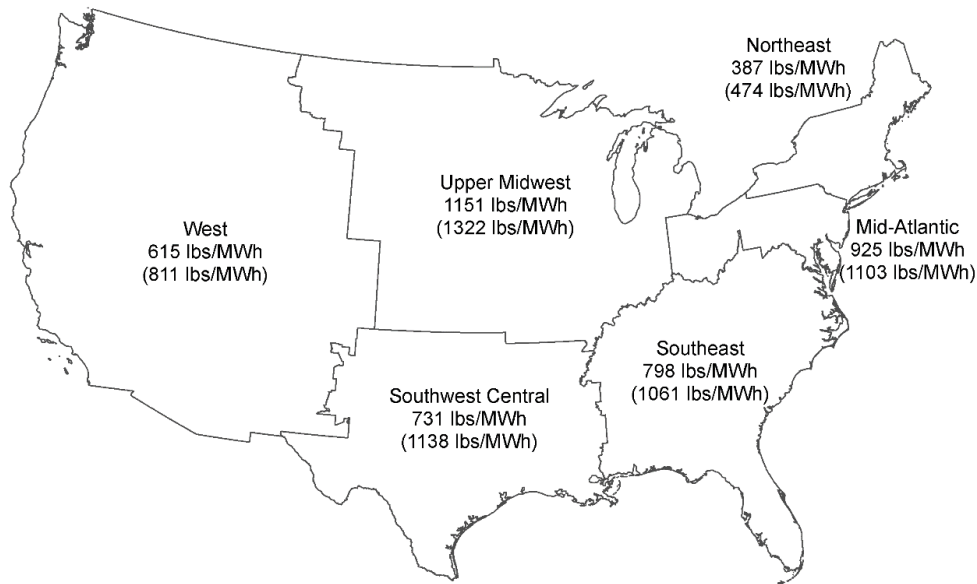 Northeast
387 lbs/MWh
(474 lbs/MWh)
Upper Midwest
1151 lbs/MWh
(1322 lbs/MWh)
West
615 lbs/MWh
(811 lbs/MWh)
Mid-Atlantic
925 lbs/MWh
(1103 lbs/MWh)
Southeast
798 lbs/MWh
(1061 lbs/MWh)
Southwest Central
731 lbs/MWh
(1138 lbs/MWh)